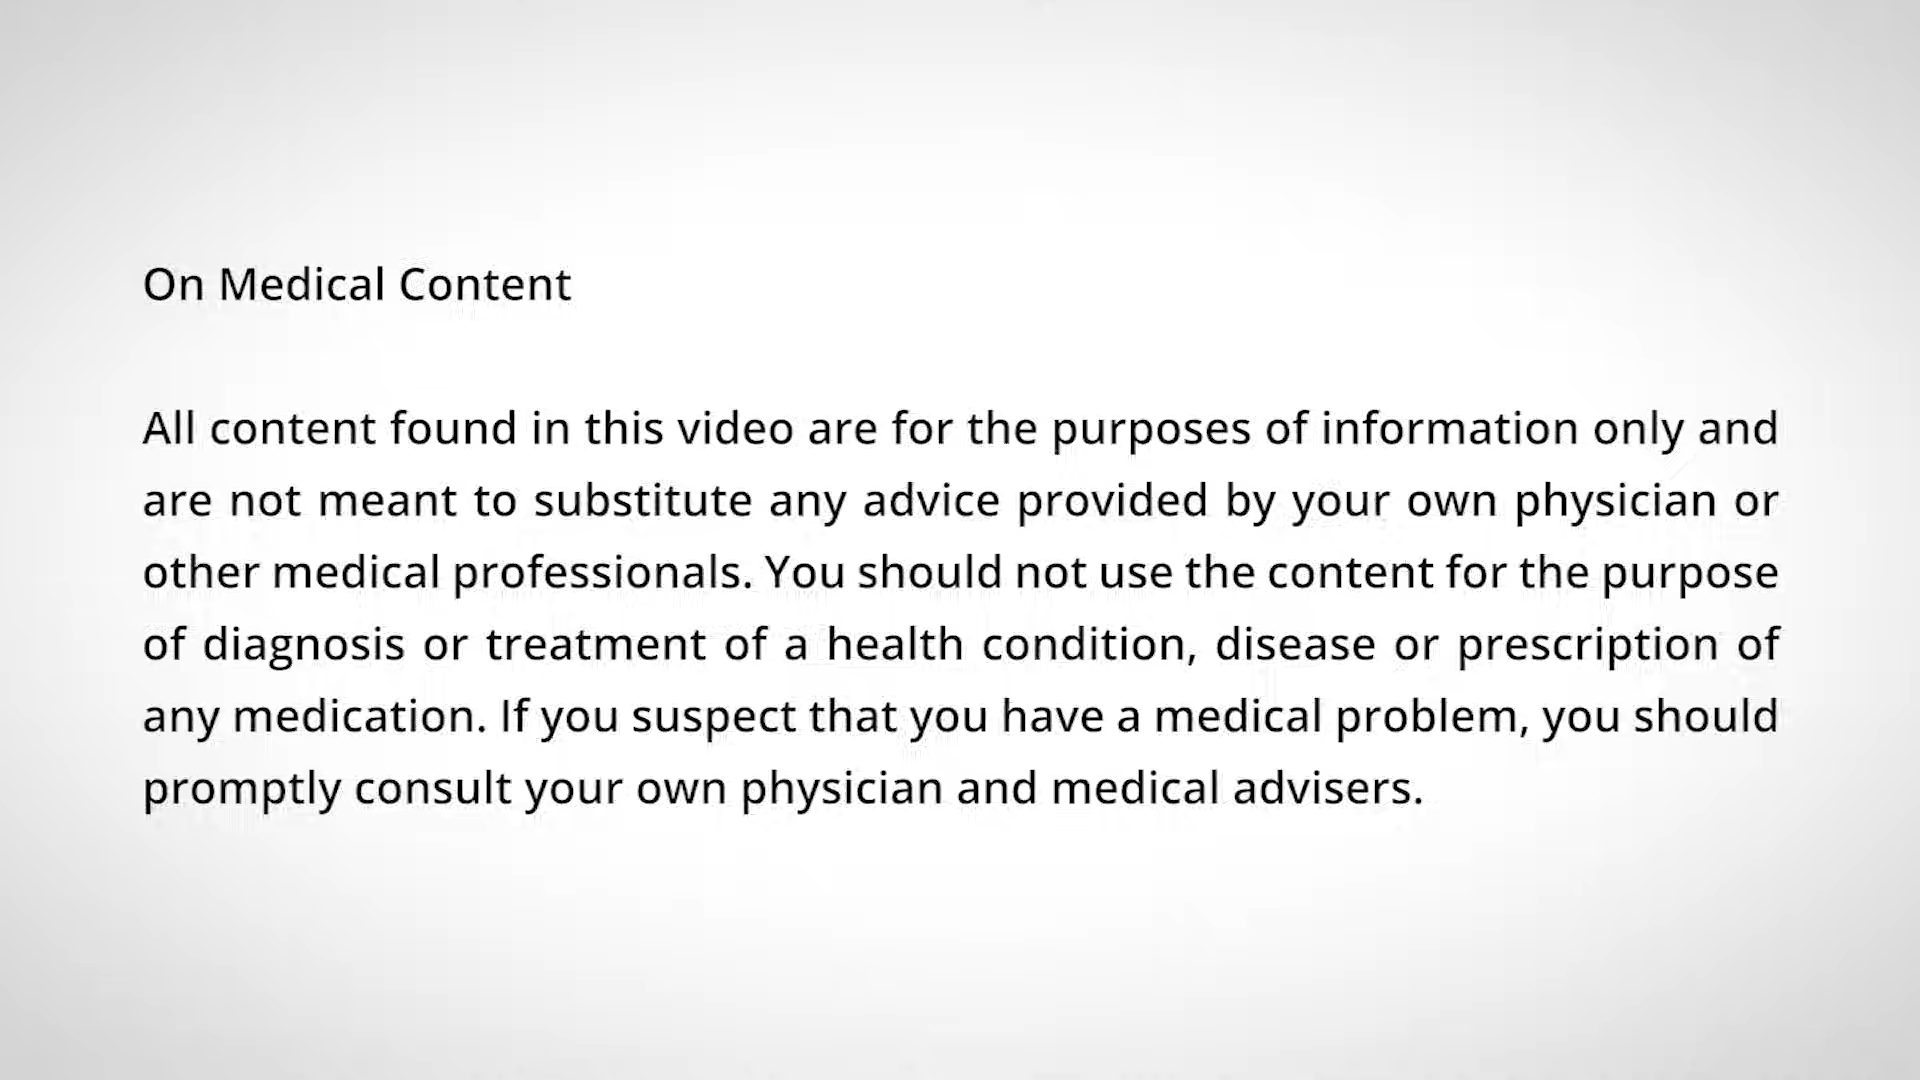 On Medical Content
All content found in this video are for the purposes of information only and
are not meant to substitute any advice provided by your own physician or
other medical professionals. You should not use the content for the purpose
of diagnosis or treatment of a health condition, disease or prescription of
any medication. If you suspect that you have a medical problem, you should
promptly consult your own physician and medical advisers.